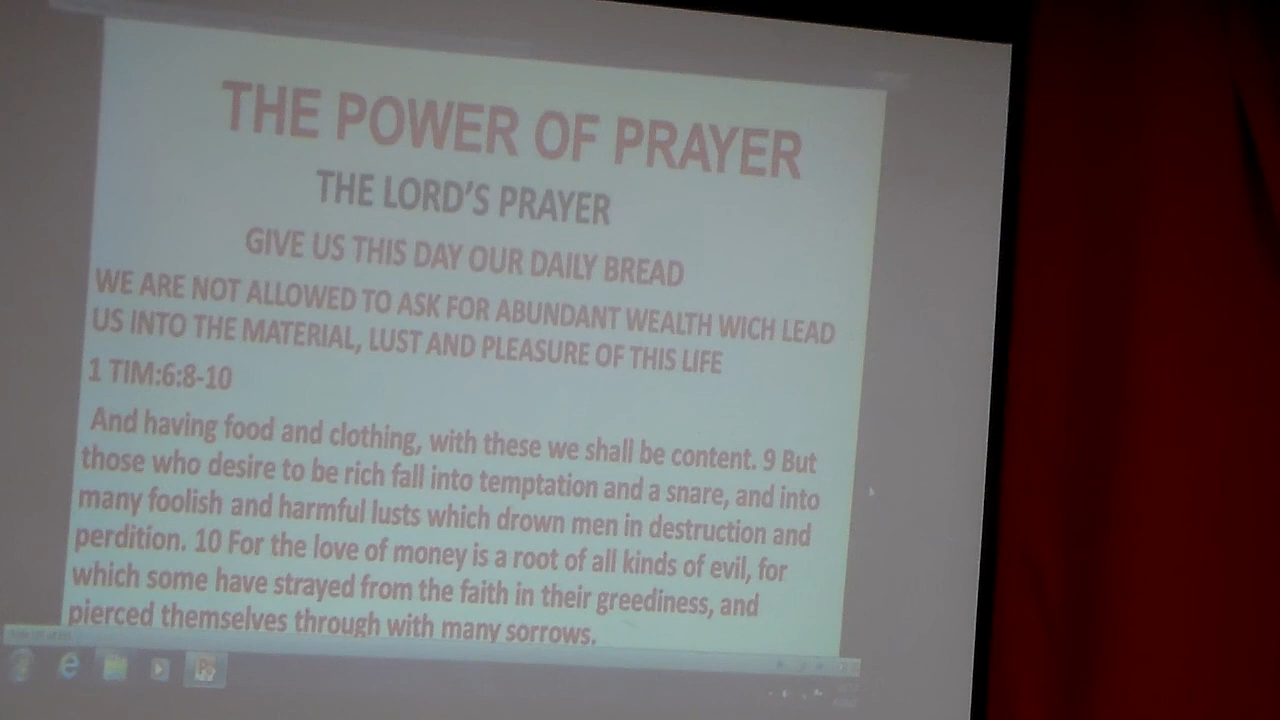 THE POWER OF PRAYER
THE LORD'S PRAYER
GIVE US THIS DAY OUR DAILY BREAD
WE ARE NOT ALLOWED TO ASK FOR ABUNDANT WEALTH WICH LEAD
US INTO THE MATERIAL, LUST AND PLEASURE OF THIS LIFE
1 TIM:6:8-10
And having food and clothing, with these we shall be content. 9 But
those who desire to be rich fall into temptation and a snare, and into
many foolish and harmful lusts which drown men in destruction and
perdition. 10 For the love of money is a root of all kinds of evil, for
which some have strayed from the faith in their greediness, and
pierced themselves through with many sorrows.